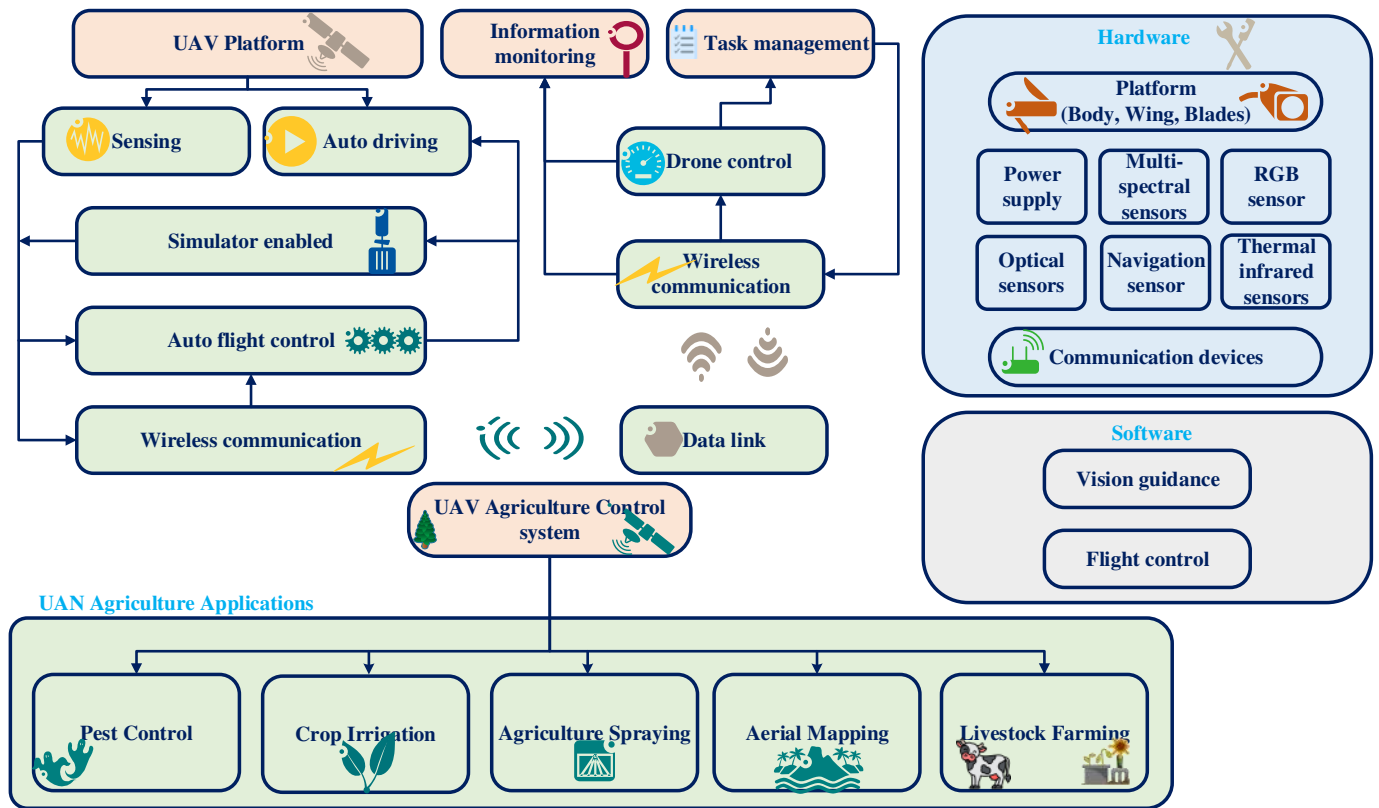 UAV Platform
Information
monitoring
Task management
Sensing
Auto driving
Drone control
Simulator enabled
Wireless
communication
Auto flight control
Wireless communication
Data link
Hardware
Platform
(Body, Wing, Blades)
Power
supply
Multi-
spectral
sensors
RGB
sensor
Optical
sensors
Navigation
sensor
Thermal
infrared
sensors
Communication devices
Software
Vision guidance
Flight control
UAV Agriculture Control
system
UAN Agriculture Applications
Pest Control
Crop Irrigation
Agriculture Spraying
Aerial Mapping
Livestock Farming